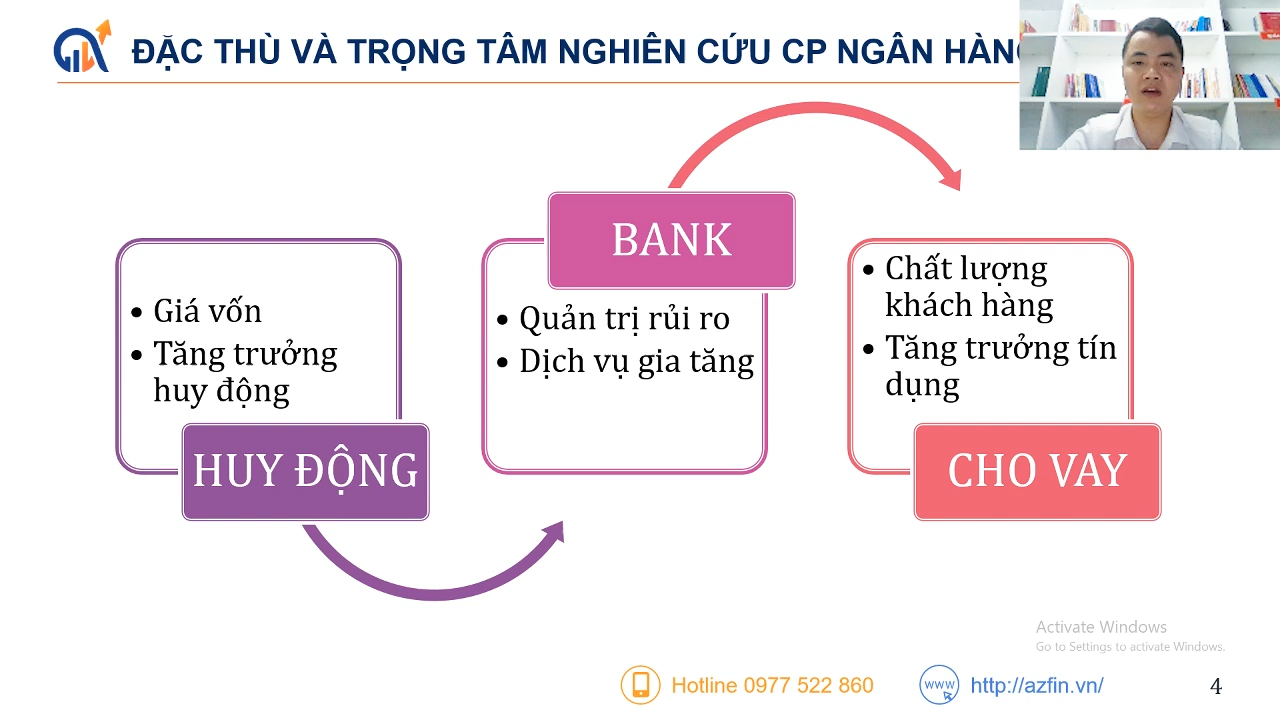 ĐẶC THÙ VÀ TRỌNG TÂM NGHIÊN CỨU CP NGÂN HÀNG
• Giá vốn
• Tăng trưởng
huy động
HUY ĐỘNG
BANK
• Quản trị rủi ro
• Dịch vụ gia tăng
• Chất lượng
khách hàng
• Tăng trưởng tín
dụng
CHO VAY
Activate Windows
Go to Settings to activate Windows.
Hotline 0977 522 860
www
http://azfin.vn/
4